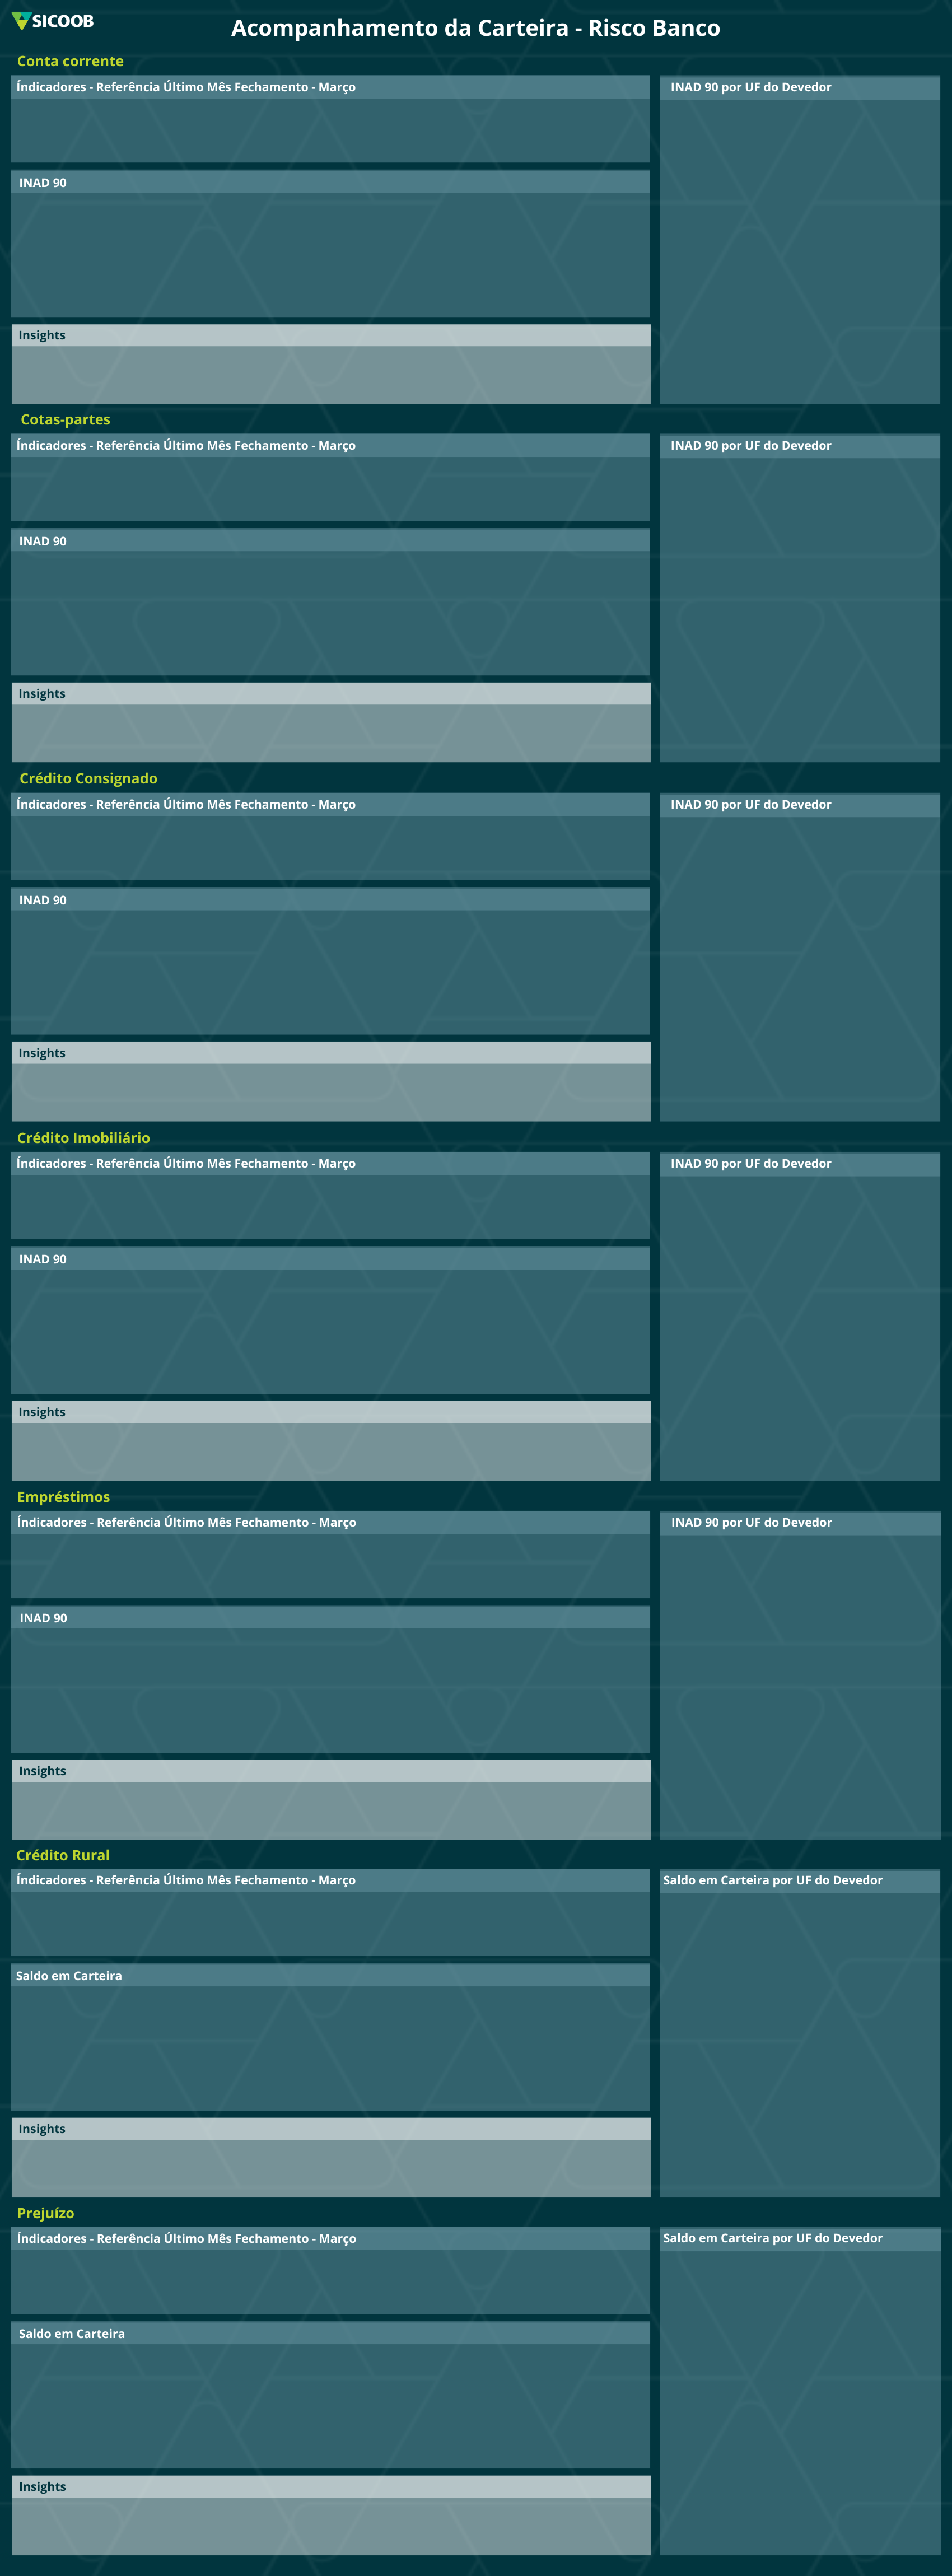 SICOOB
Acompanhamento da Carteira - Risco Banco
Conta corrente
Índicadores - Referência Último Mês Fechamento - Março
INAD 90 por UF do Devedor
INAD 90
Insights
Cotas-partes
Índicadores - Referência Último Mês Fechamento - Março
INAD 90 por UF do Devedor
INAD 90
Insights
Crédito Consignado
Índicadores - Referência Último Mês Fechamento - Março
INAD 90 por UF do Devedor
INAD 90
Insights
Crédito Imobiliário
Índicadores - Referência Último Mês Fechamento - Março
INAD 90 por UF do Devedor
INAD 90
Insights
Empréstimos
Índicadores - Referência Último Mês Fechamento - Março
INAD 90 por UF do Devedor
INAD 90
Insights
Crédito Rural
Índicadores - Referência Último Mês Fechamento - Março
Saldo em Carteira por UF do Devedor
Saldo em Carteira
Insights
Prejuízo
Índicadores - Referência Último Mês Fechamento - Março
Saldo em Carteira por UF do Devedor
Saldo em Carteira
Insights